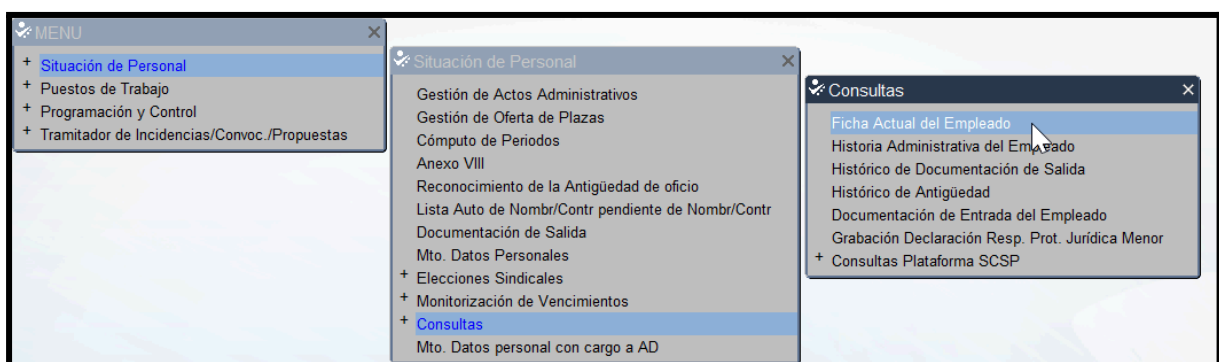 MENU
+ Situación de Personal
+ Puestos de Trabajo
+ Programación y Control
+ Tramitador de Incidencias/Convoc./Propuestas
Situación de Personal
Gestión de Actos Administrativos
Gestión de Oferta de Plazas
Cómputo de Periodos
Anexo VIII
Reconocimiento de la Antigüedad de oficio
Lista Auto de Nombr/Contr pendiente de Nombr/Contr
Documentación de Salida
Mto. Datos Personales
+ Elecciones Sindicales
+ Monitorización de Vencimientos
+ Consultas
Mto. Datos personal con cargo a AD
Consultas
Ficha Actual del Empleado
Historia Administrativa del Empleado
Histórico de Documentación de Salida
Histórico de Antigüedad
Documentación de Entrada del Empleado
Grabación Declaración Resp. Prot. Jurídica Menor
+ Consultas Plataforma SCSP